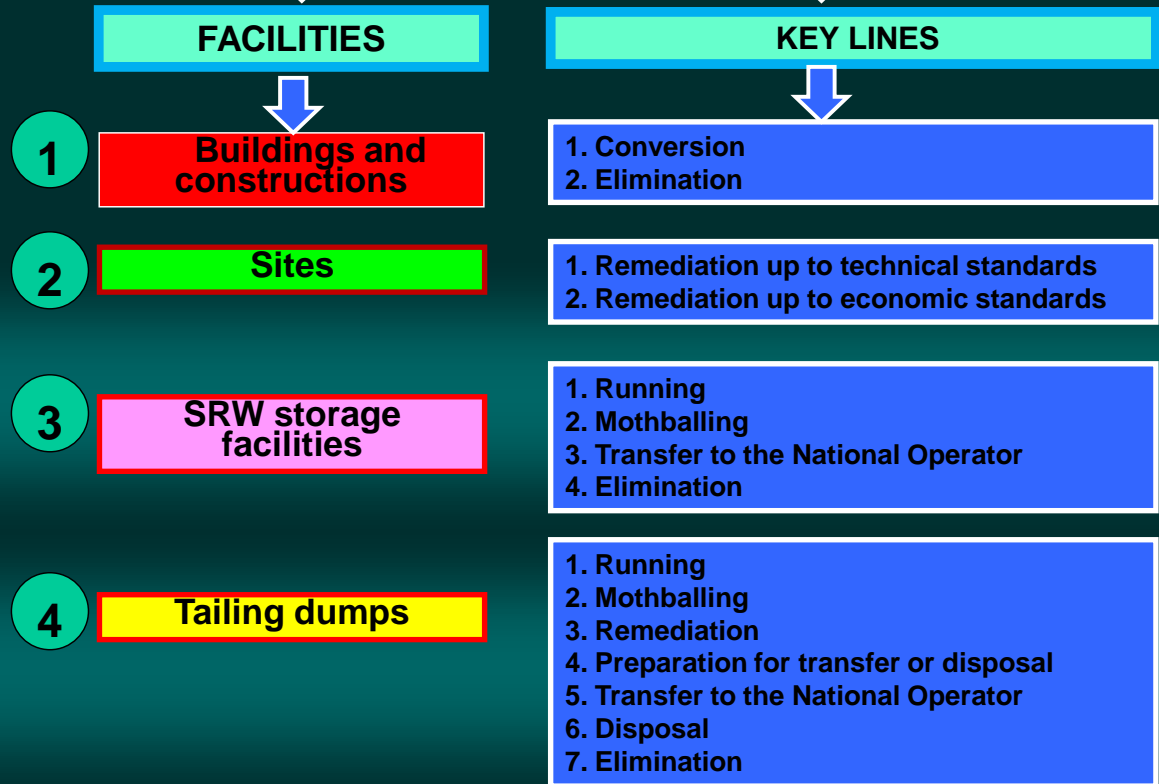 FACILITIES
KEY LINES
1
Buildings and
constructions
1. Conversion
2. Elimination
2
Sites
1. Remediation up to technical standards
2. Remediation up to economic standards
3
SRW storage
facilities
1. Running
2. Mothballing
3. Transfer to the National Operator
4. Elimination
4
Tailing dumps
1. Running
2. Mothballing
3. Remediation
4. Preparation for transfer or disposal
5. Transfer to the National Operator
6. Disposal
7. Elimination